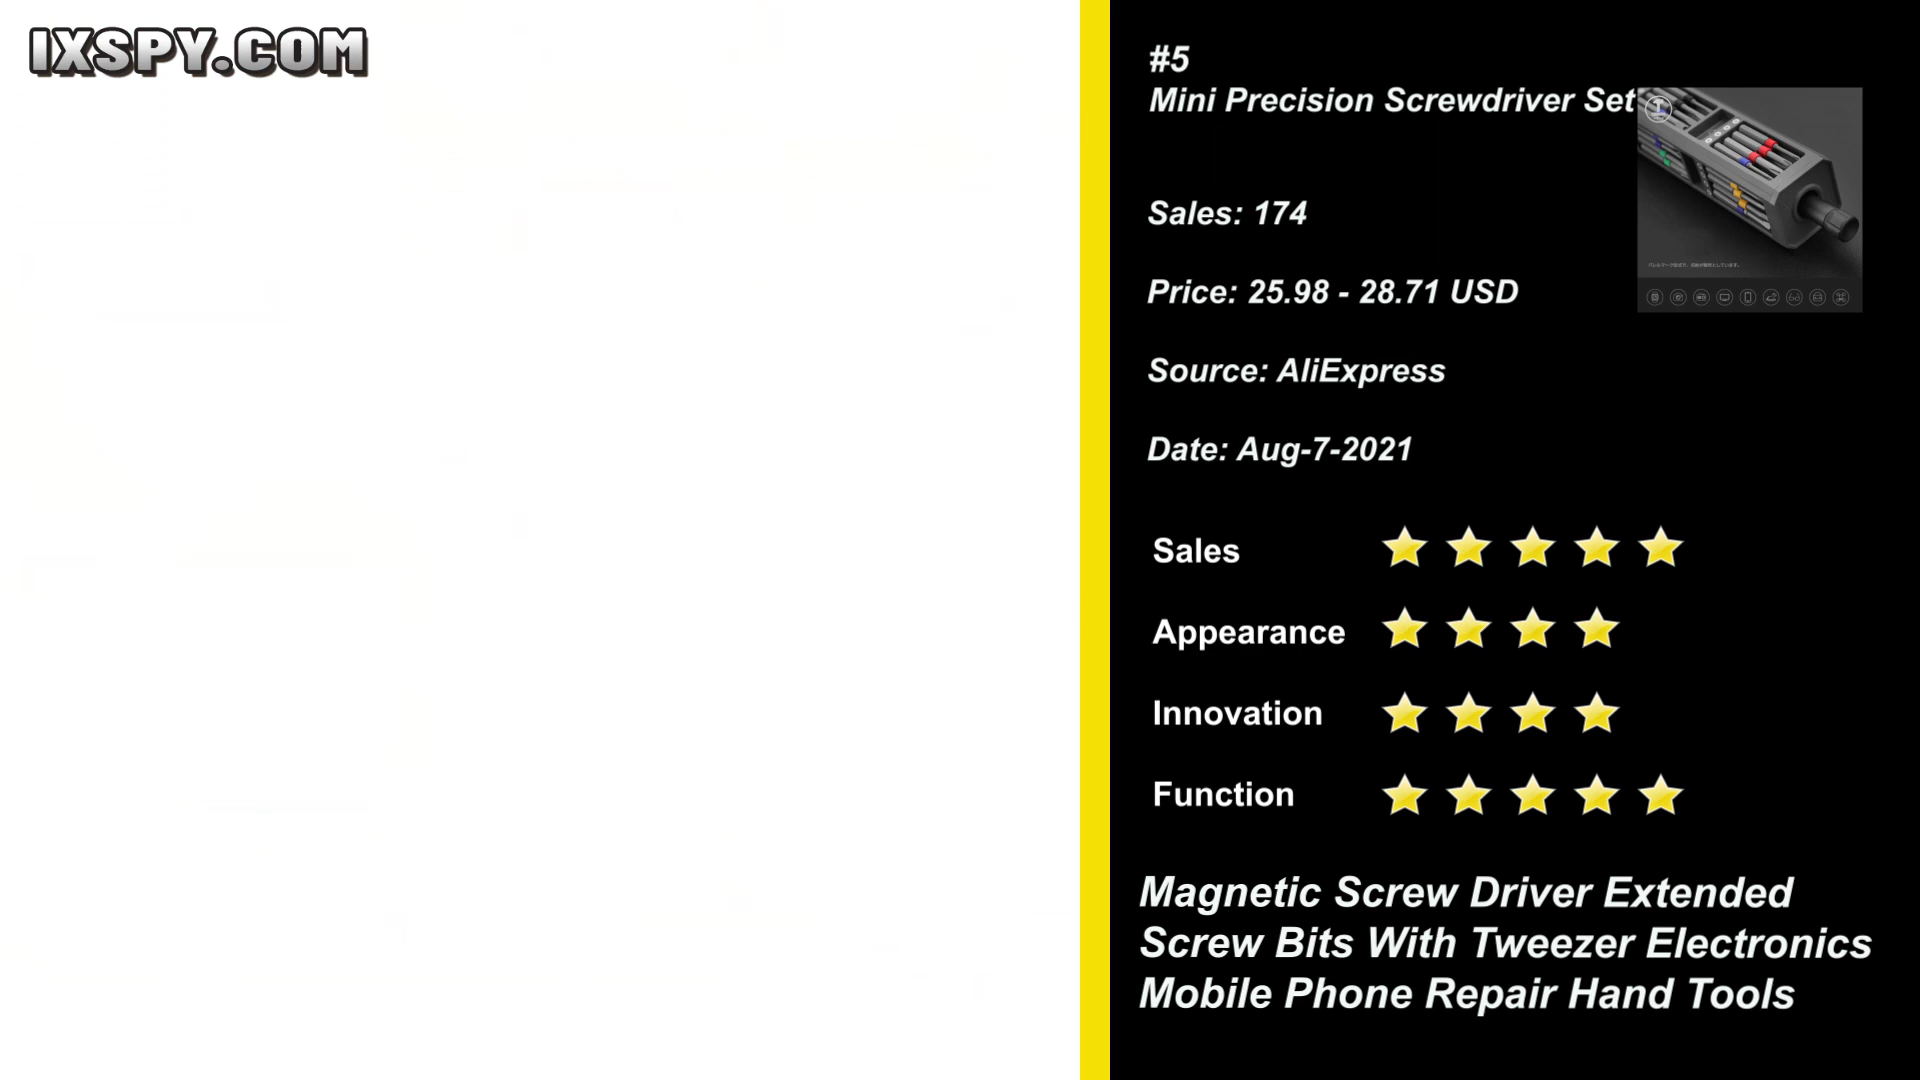 IXSPY.COM
#5
Mini Precision Screwdriver Set
Sales: 174
Price: 25.98 - 28.71 USD
Source: AliExpress
Date: Aug-7-2021
Sales
Appearance
Innovation
Function
Magnetic Screw Driver Extended
Screw Bits With Tweezer Electronics
Mobile Phone Repair Hand Tools